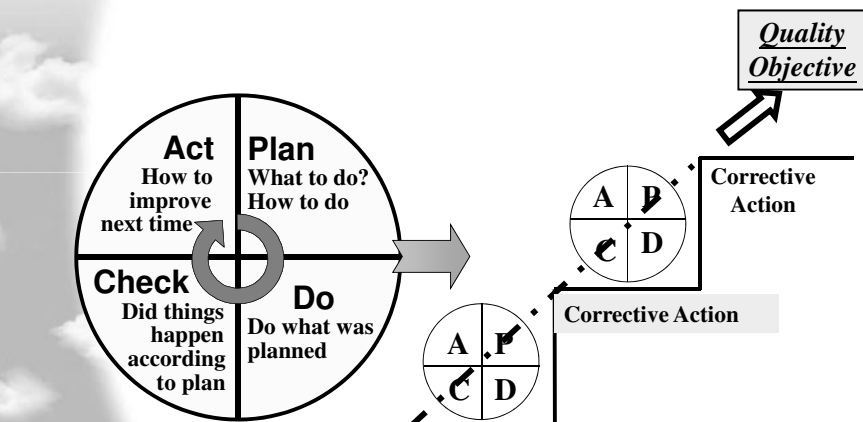 Quality
Objective
Act
How to
improve
next time
Plan
What to do?
How to do
Check
Did things
happen
according
to plan
Do
Do what was
planned
A P
C D
Corrective
Action
Corrective Action
A P
C D